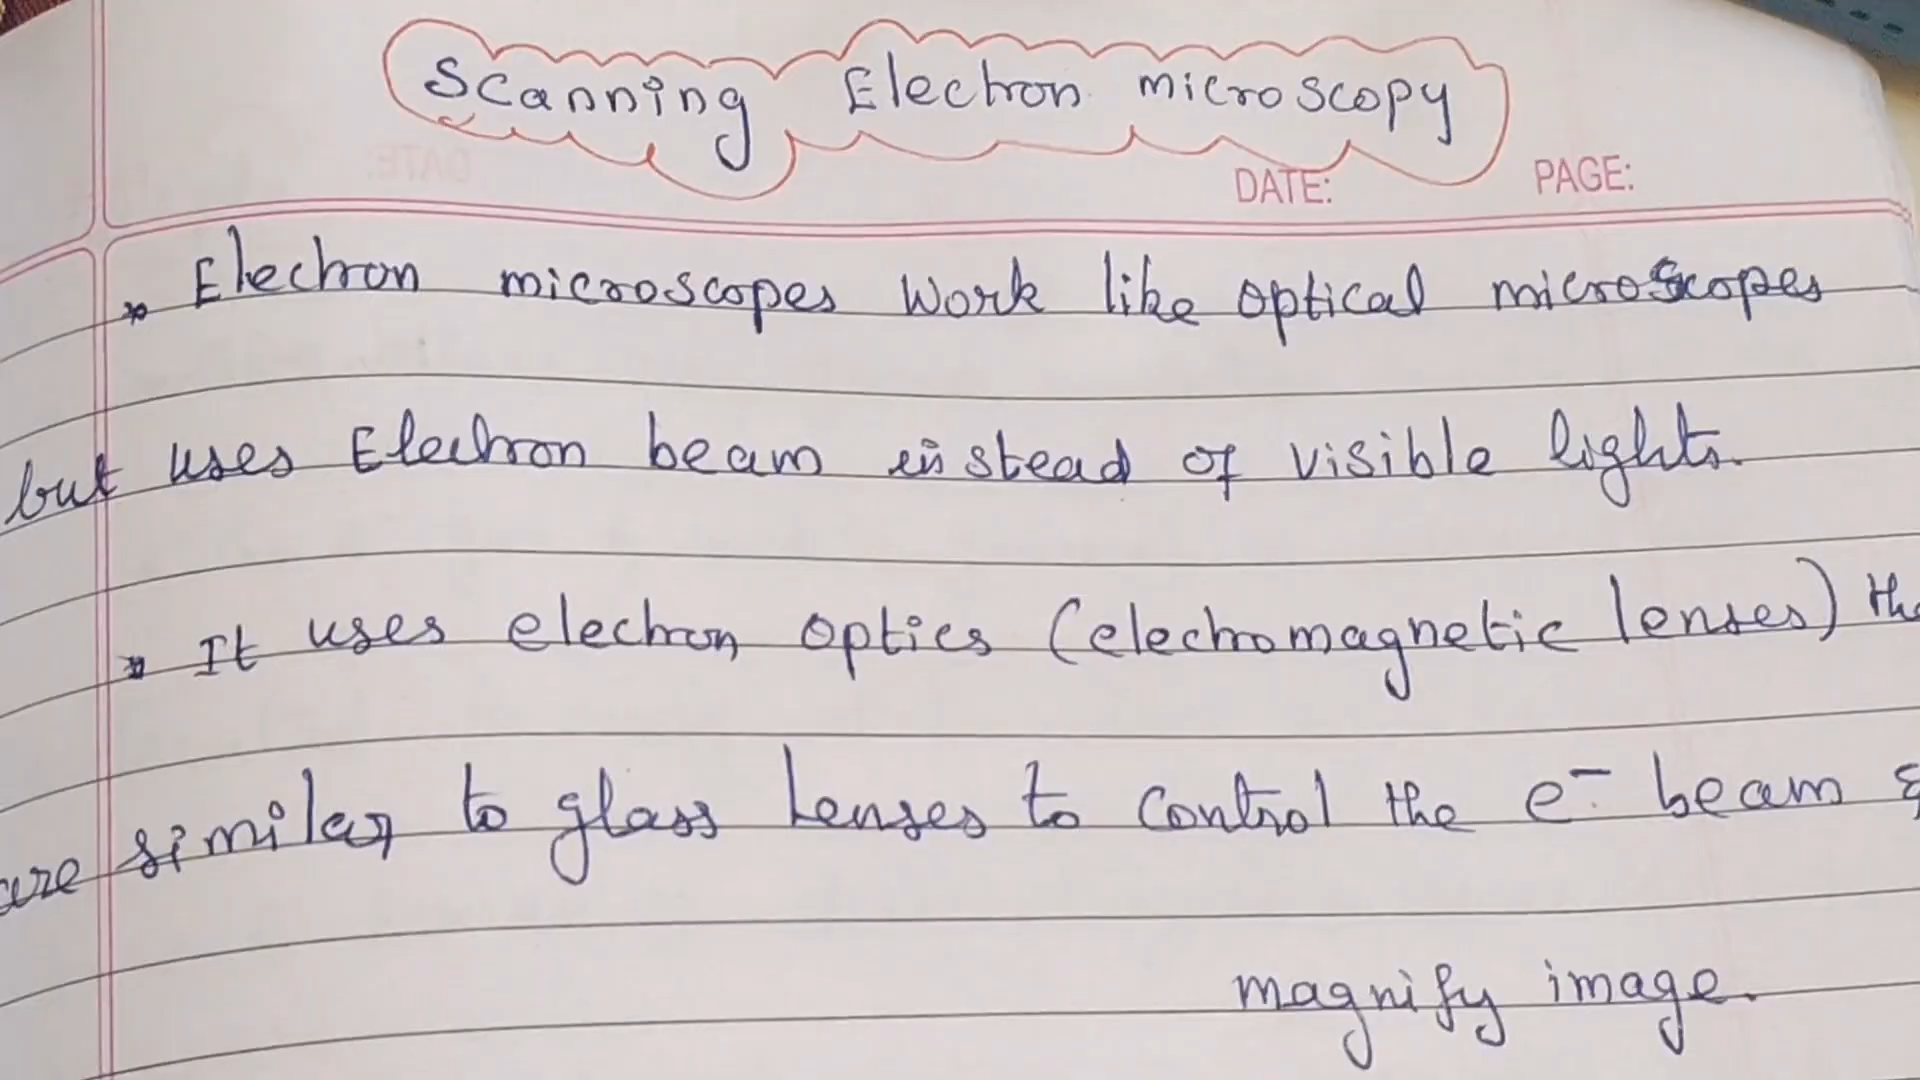 Scanning Electron microscopy
DATE: PAGE:
Electron microscopes work like optical microscopes
but uses Electron beam instead of visible lights.
It uses electron optics (electromagnetic lenses)
are similar to glass lenses to control the e⁻ beam &
magnify image.